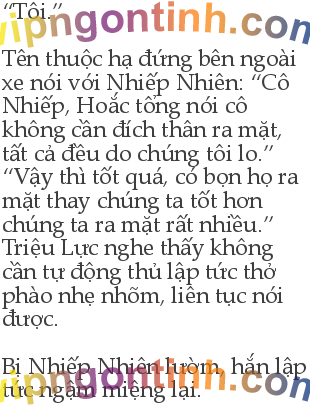 “Tôi.”
vipngontinh.com
Tên thuộc hạ đứng bên ngoài
xe nói với Nhiếp Nhiên: “Cô
Nhiếp, Hoắc tổng nói cô
không cần đích thân ra mặt,
tất cả đều do chúng tôi lo.”
“Vậy thì tốt quá, có bọn họ ra
mặt thay chúng ta tốt hơn
chúng ta ra mặt rất nhiều.”
Triệu Lực nghe thấy không
cần tự động thủ lập tức thở
phào nhẹ nhõm, liên tục nói
được.
Bị Nhiếp Nhiên lườm, hắn lập
tức ngậm miệng lại.
vipngontinh.com